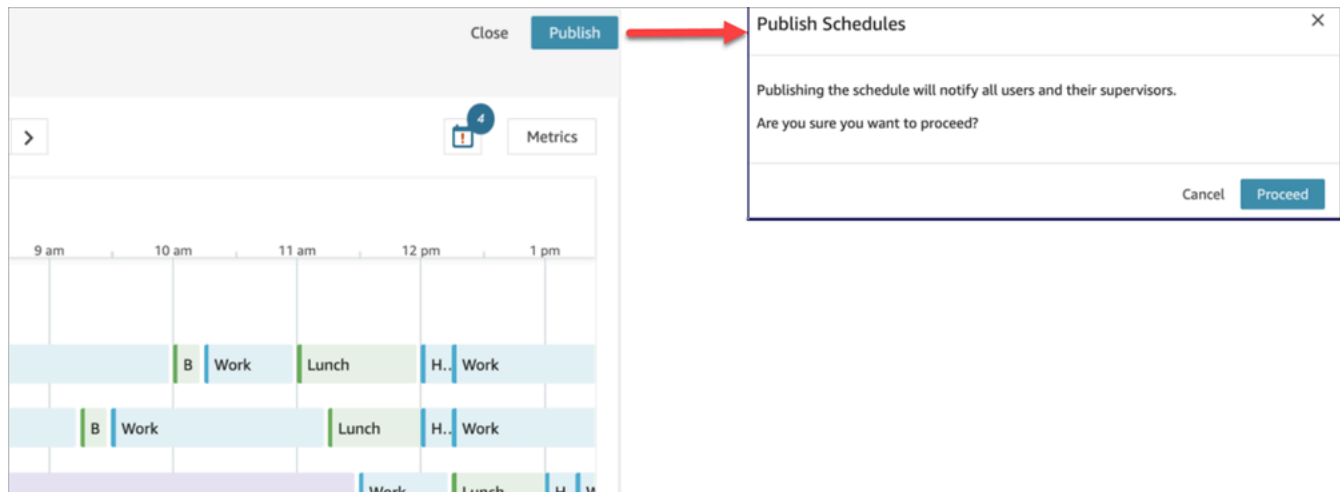 Close Publish
Publish Schedules
Publishing the schedule will notify all users and their supervisors.
Are you sure you want to proceed?
Cancel Proceed
4
Metrics
9 am 10 am 11 am 12 pm 1 pm
B Work Lunch H.. Work
B Work Lunch H.. Work
Work Lunch H